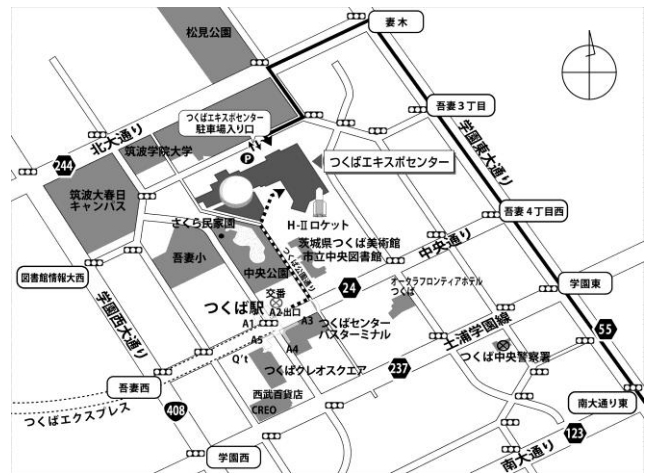 松見公園
妻木
つくばエキスポセンター
駐車場入り口
吾妻3丁目
北大通り
244
筑波学院大学
P
つくばエキスポセンター
学園東大通り
筑波大春日
キャンパス
さくら民家園
H-IIロケット
吾妻4丁目西
茨城県つくば美術館
市立中央図書館
中央通り
吾妻小
中央公園
つくば公園通り
図書館情報大西
24
オークラフロンティアホテル
つくば
学園東
交番
つくば駅
A2出口
A1
A3
つくばセンター
バスターミナル
土浦学園線
55
学園西大通り
A5
A4
つくば中央警察署
Q't
つくばクレオスクエア
237
吾妻西
西武百貨店
CREO
南大通り東
つくばエクスプレス
408
123
学園西
南大通り